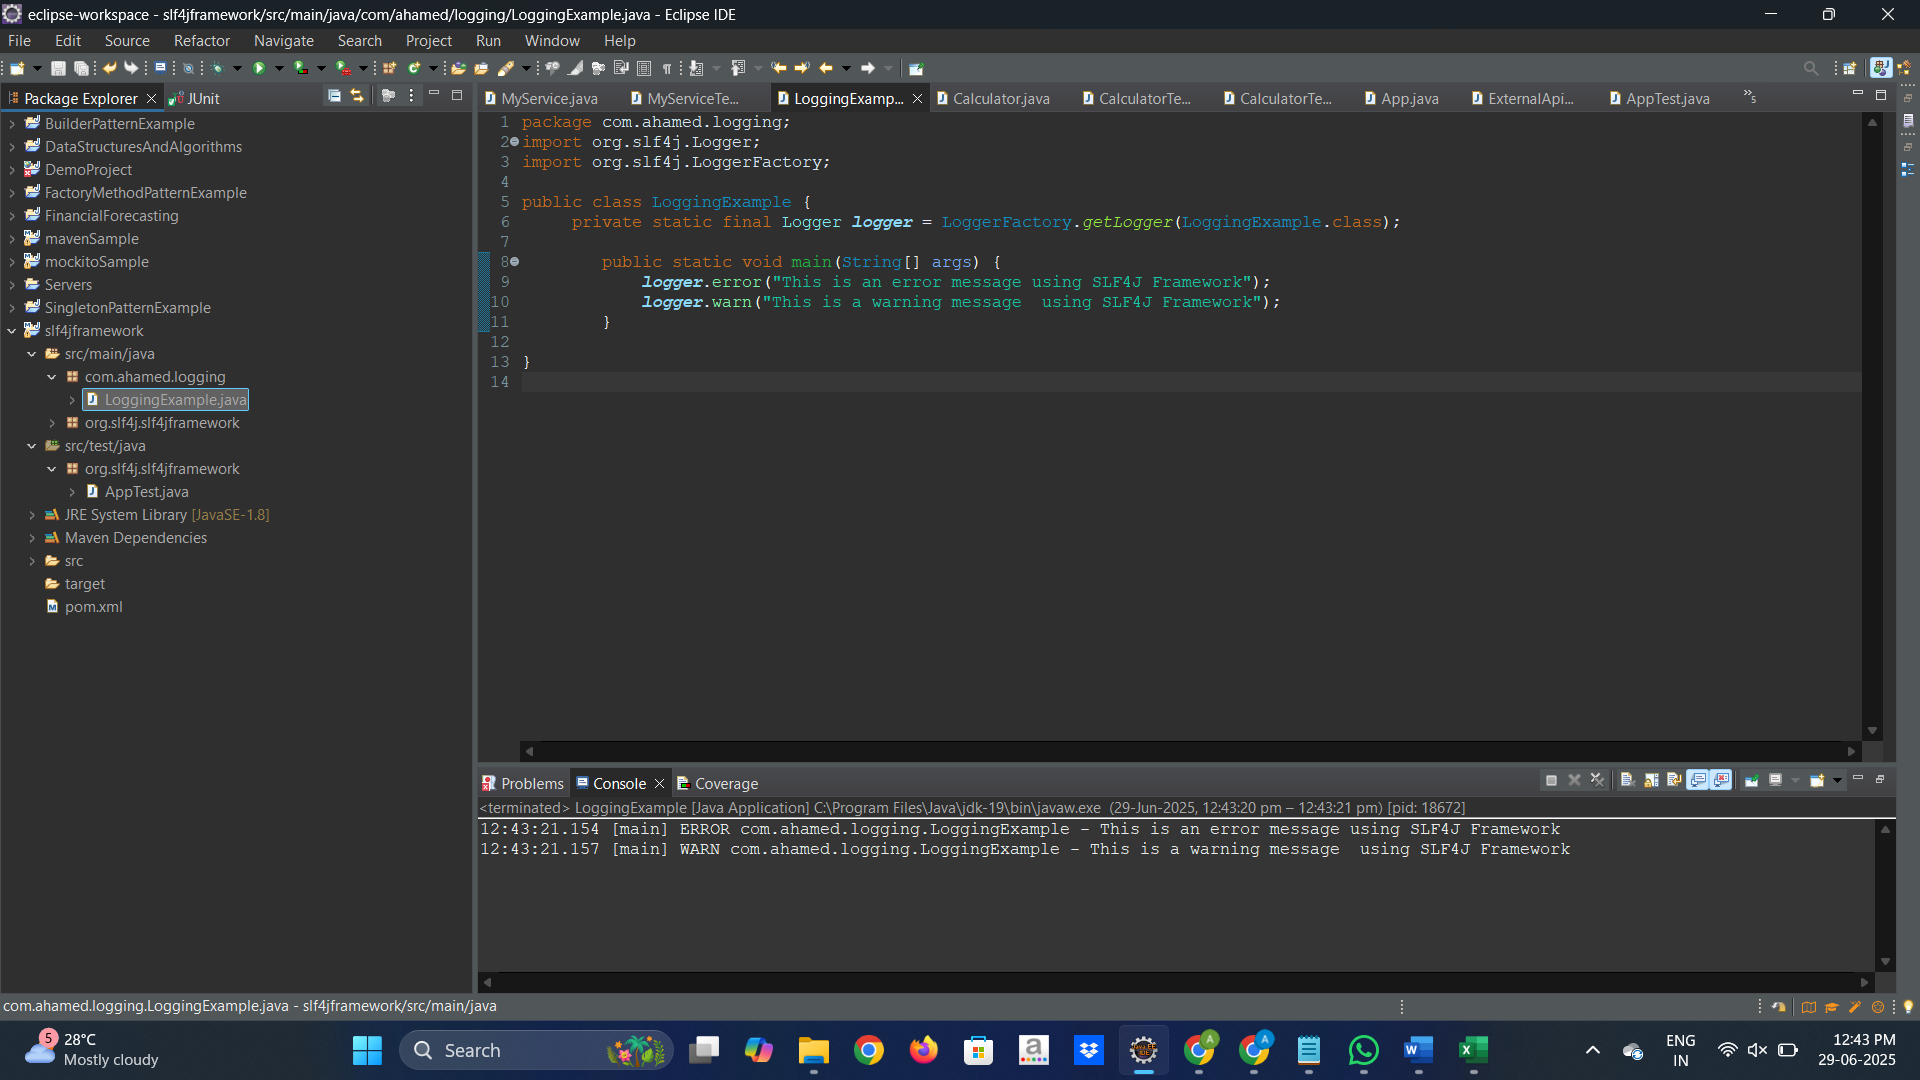 eclipse-workspace - slf4jframework/src/main/java/com/ahamed/logging/LoggingExample.java - Eclipse IDE
File Edit Source Refactor Navigate Search Project Run Window Help
Package Explorer
JUnit
BuilderPatternExample
DataStructuresAndAlgorithms
DemoProject
FactoryMethodPatternExample
FinancialForecasting
mavenSample
mockitoSample
Servers
SingletonPatternExample
slf4jframework
src/main/java
com.ahamed.logging
LoggingExample.java
org.slf4j.slf4jframework
src/test/java
org.slf4j.slf4jframework
AppTest.java
JRE System Library [JavaSE-1.8]
Maven Dependencies
src
target
pom.xml
MyService.java MyServiceTe... LoggingExamp... Calculator.java CalculatorTe... CalculatorTe... App.java ExternalApi... AppTest.java »5
1 package com.ahamed.logging;
2 import org.slf4j.Logger;
3 import org.slf4j.LoggerFactory;
4
5 public class LoggingExample {
6 private static final Logger logger = LoggerFactory.getLogger(LoggingExample.class);
7
8 public static void main(String[] args) {
9 logger.error("This is an error message using SLF4J Framework");
10 logger.warn("This is a warning message  using SLF4J Framework");
11 }
12
13 }
14
Problems Console Coverage
<terminated> LoggingExample [Java Application] C:\Program Files\Java\jdk-19\bin\javaw.exe (29-Jun-2025, 12:43:20 pm – 12:43:21 pm) [pid: 18672]
12:43:21.154 [main] ERROR com.ahamed.logging.LoggingExample - This is an error message using SLF4J Framework
12:43:21.157 [main] WARN com.ahamed.logging.LoggingExample - This is a warning message  using SLF4J Framework
com.ahamed.logging.LoggingExample.java - slf4jframework/src/main/java
5
28°C
Mostly cloudy
Search
ENG
IN
12:43 PM
29-06-2025